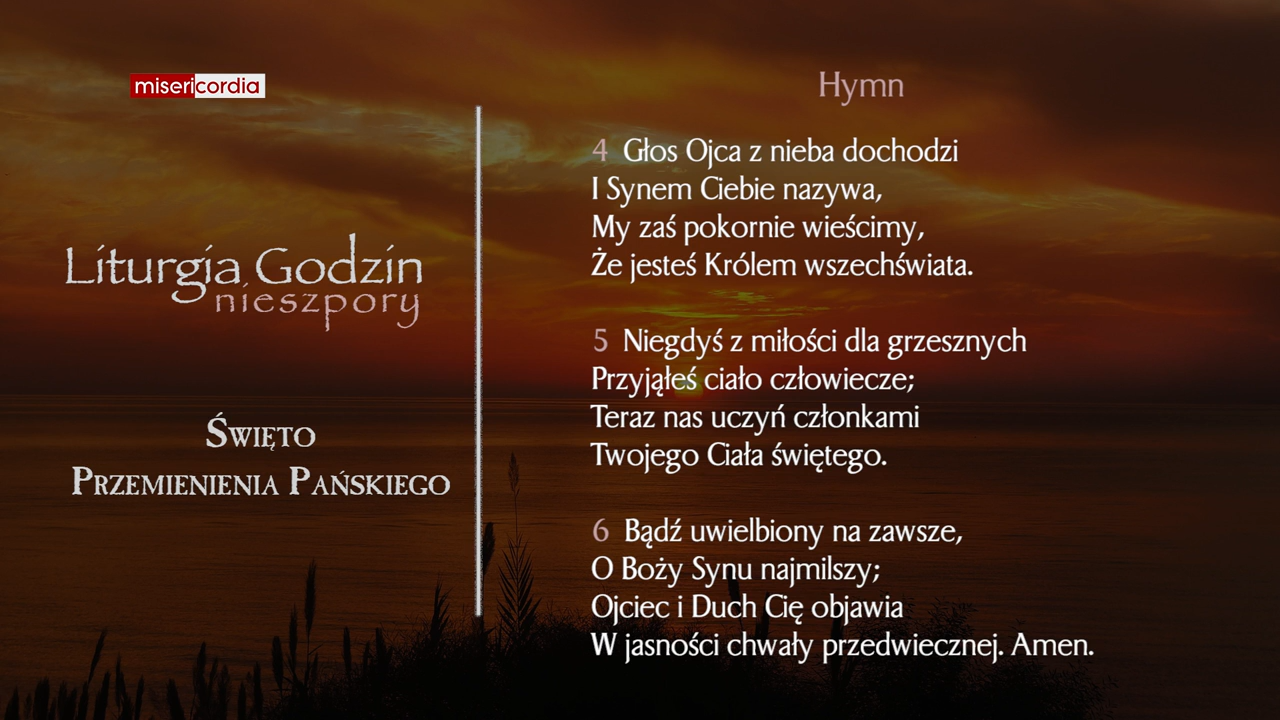 misericordia
Liturgia Godzin
nieszpory
Święto
Przemienienia Pańskiego
Hymn
4 Głos Ojca z nieba dochodzi
I Synem Ciebie nazywa,
My zaś pokornie wieścimy,
Że jesteś Królem wszechświata.
5 Niegdyś z miłości dla grzesznych
Przyjąłeś ciało człowiecze;
Teraz nas uczyń członkami
Twojego Ciała świętego.
6 Bądź uwielbiony na zawsze,
O Boży Synu najmilszy;
Ojciec i Duch Cię objawia
W jasności chwały przedwiecznej. Amen.